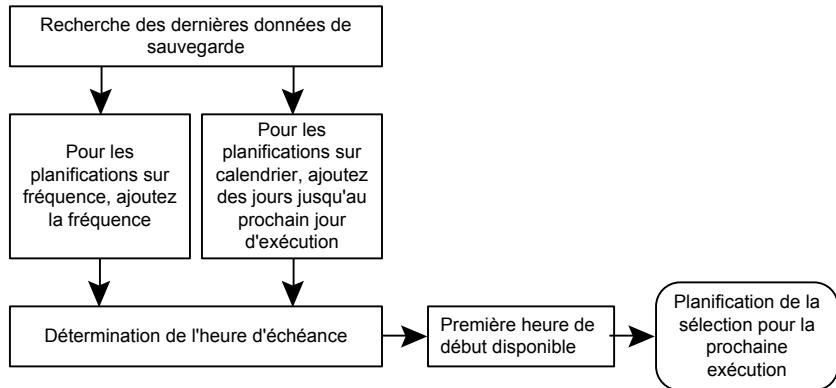 Recherche des dernières données de
sauvegarde
Pour les
planifications sur
fréquence, ajoutez
la fréquence
Pour les
planifications sur
calendrier, ajoutez
des jours jusqu'au
prochain jour
d'exécution
Détermination de l'heure d'échéance
Première heure de
début disponible
Planification de la
sélection pour la
prochaine
exécution